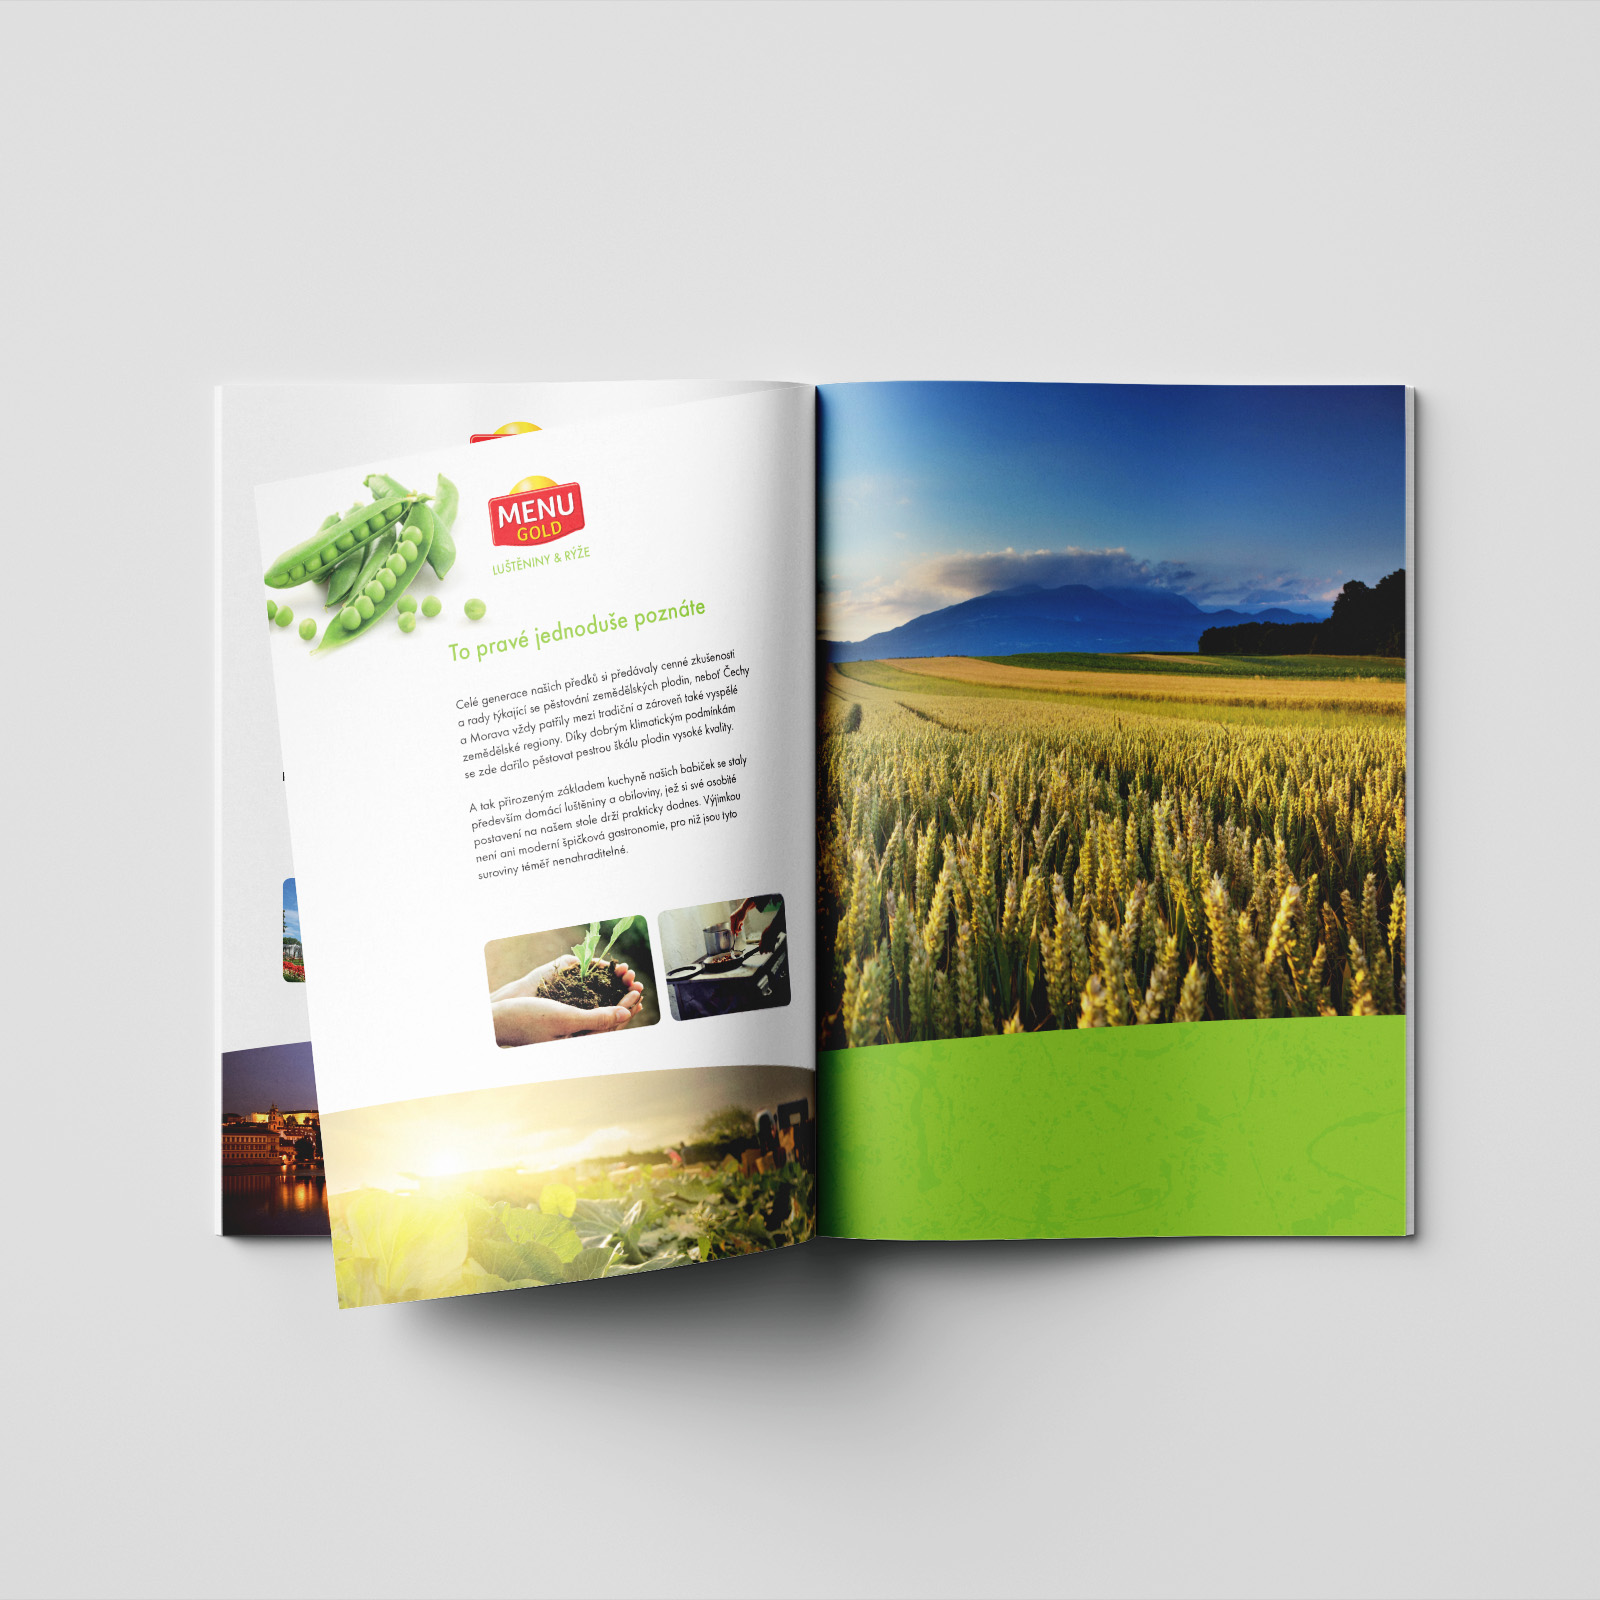 MENU
GOLD
LUŠTĚNINY & RÝŽE
To pravé jednoduše poznáte
Celé generace našich předků si předávaly cenné zkušenosti
a rady týkající se pěstování zemědělských plodin, neboť Čechy
a Morava vždy patřily mezi tradiční a zároveň také vyspělé
zemědělské regiony. Díky dobrým klimatickým podmínkám
se zde dařilo pěstovat pestrou škálu plodin vysoké kvality.
A tak přirozeným základem kuchyně našich babiček se staly
především domácí luštěniny a obiloviny, jež si své osobité
postavení na našem stole drží prakticky dodnes. Výjimkou
není ani moderní špičková gastronomie, pro niž jsou tyto
suroviny téměř nenahraditelné.